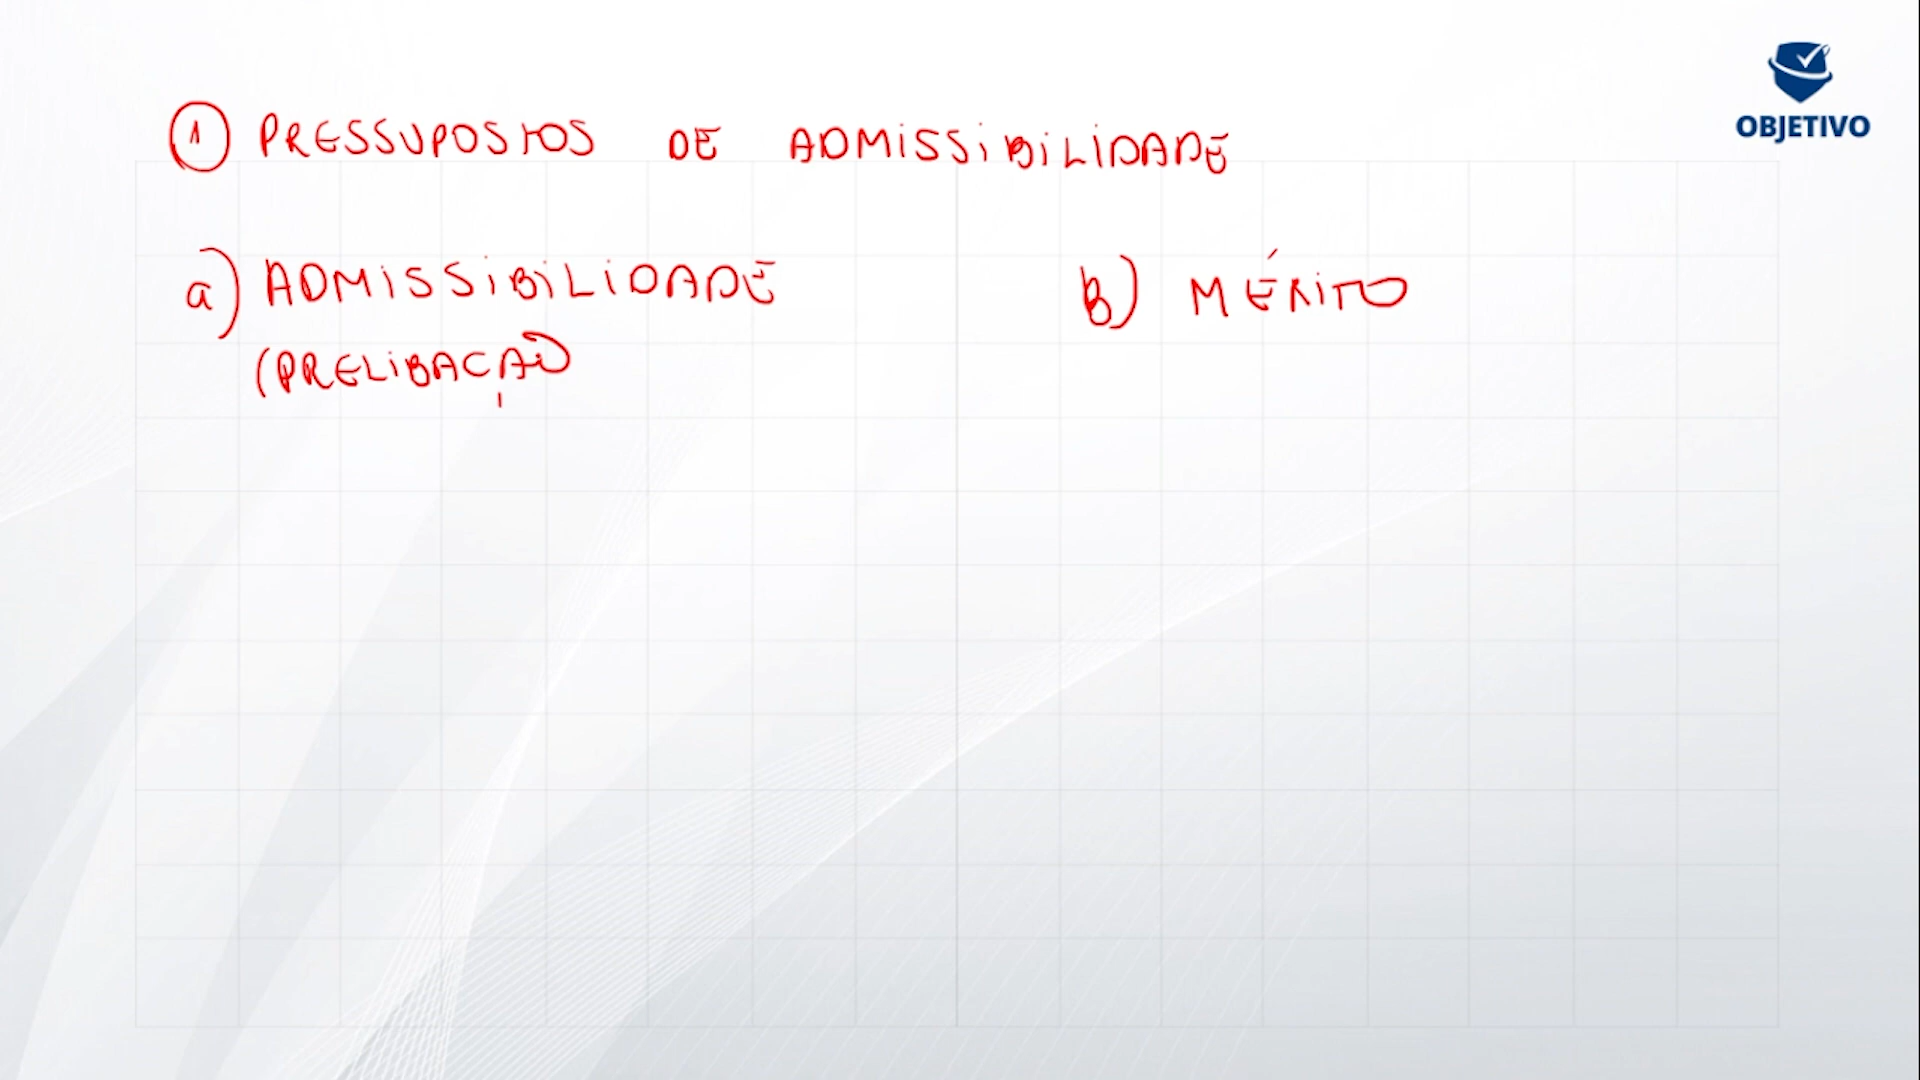 OBJETIVO
1 PRESSUPOSTOS DE ADMISSIBILIDADE
a) ADMISSIBILIDADE
(PRELIBAÇÃO
b) MÉRITO